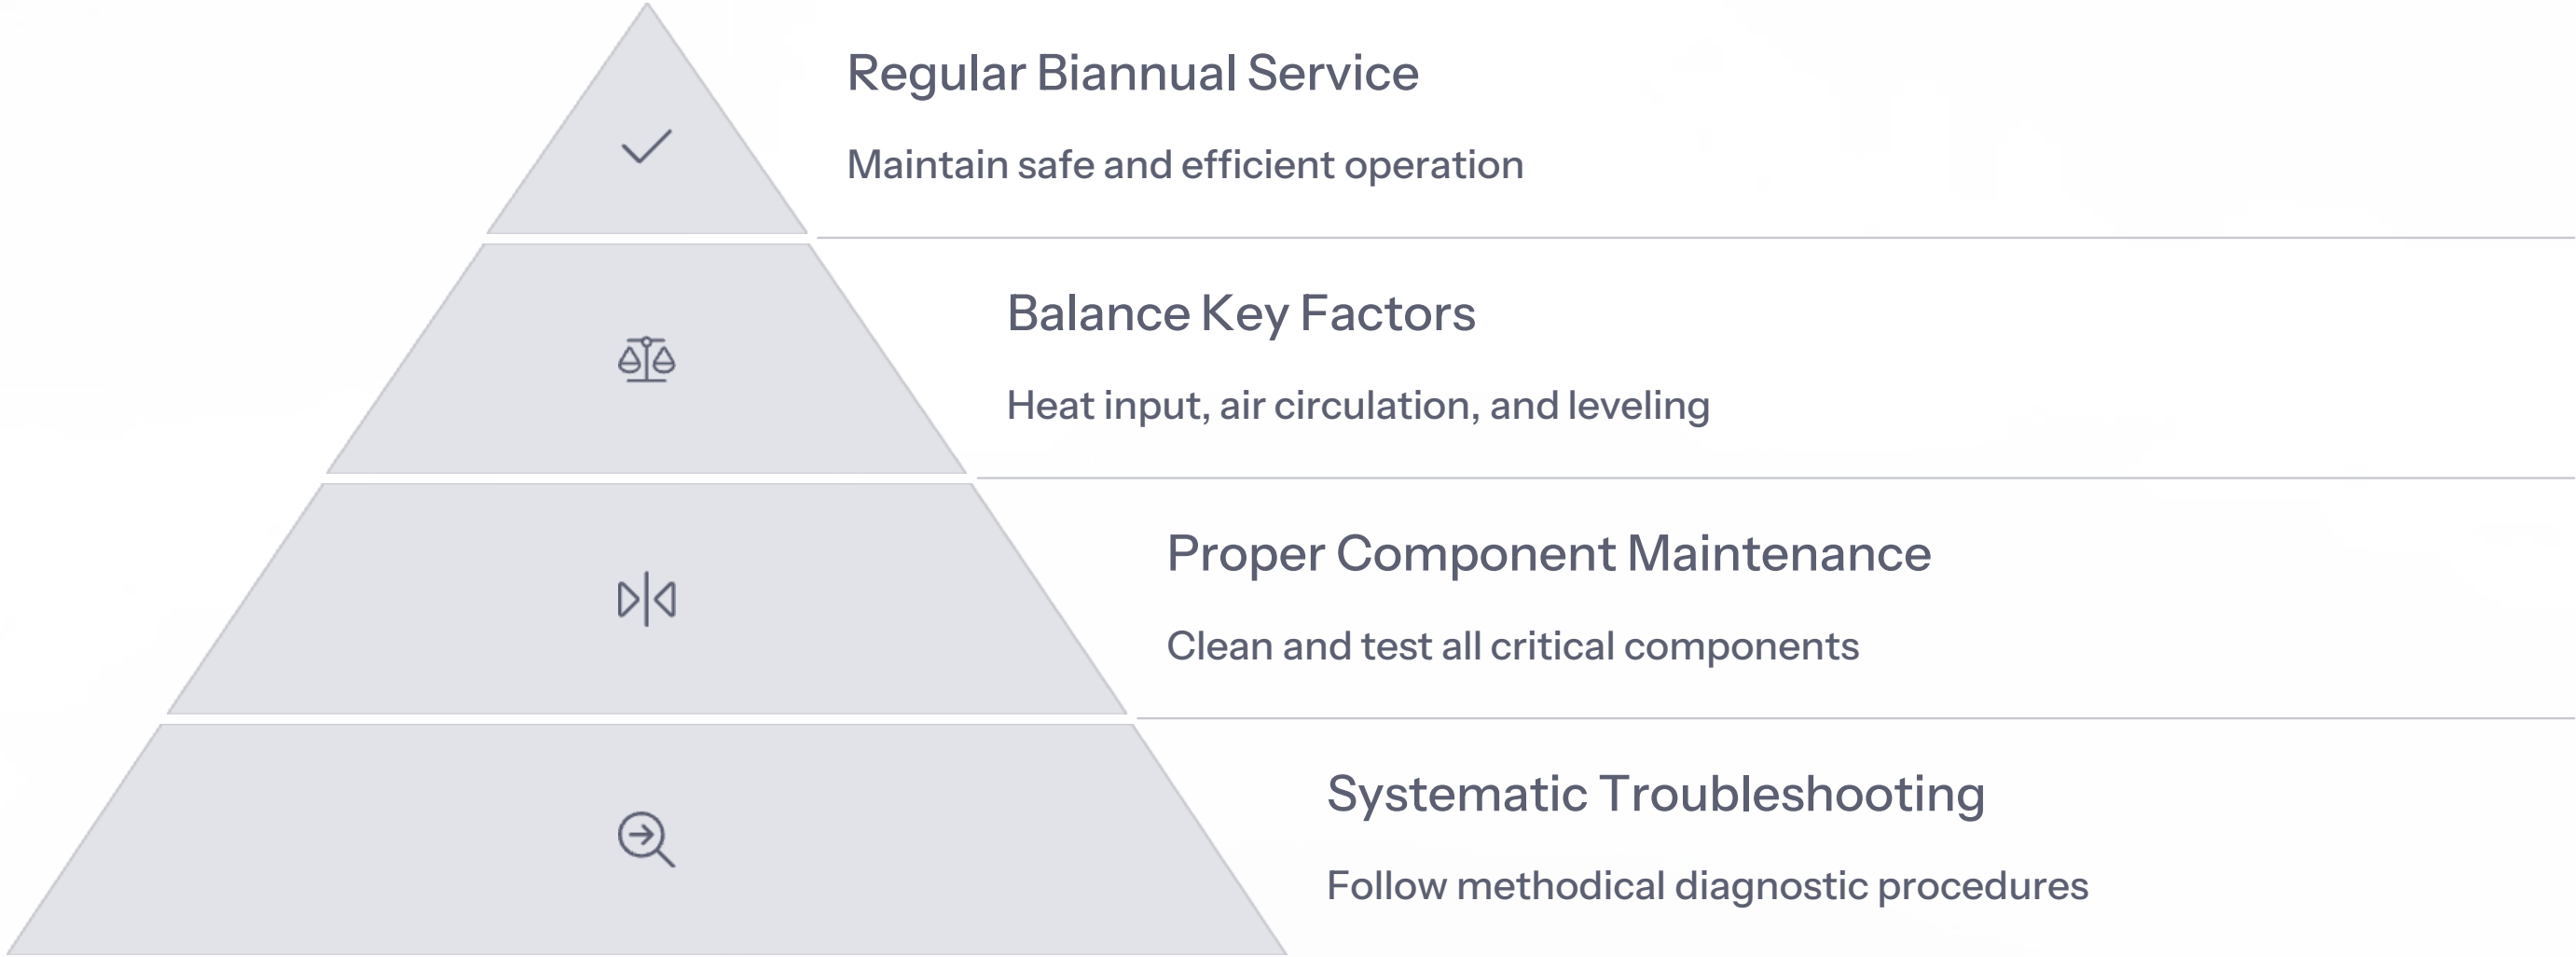 Regular Biannual Service
Maintain safe and efficient operation
Balance Key Factors
Heat input, air circulation, and leveling
Proper Component Maintenance
Clean and test all critical components
Systematic Troubleshooting
Follow methodical diagnostic procedures